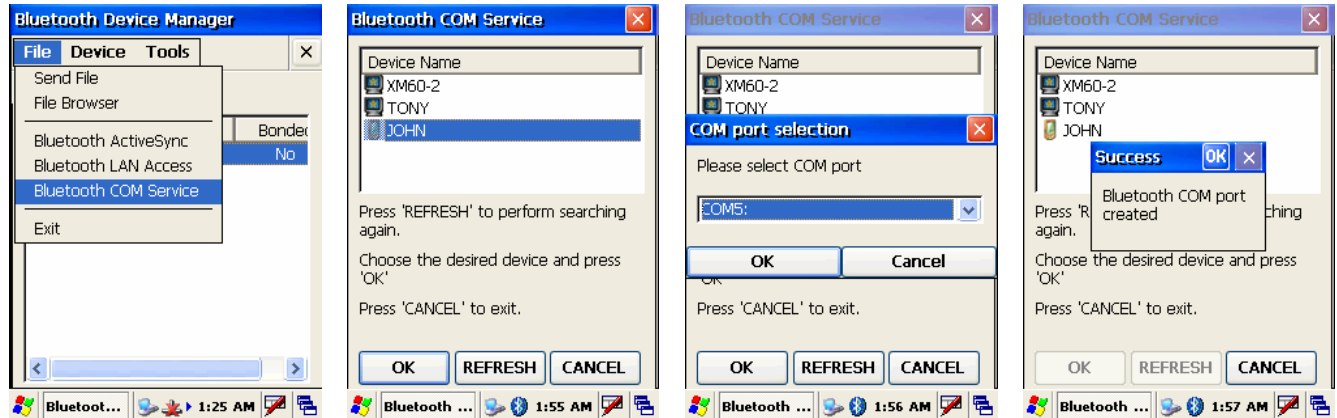 Bluetooth Device Manager
File Device Tools
Send File
File Browser
Bluetooth ActiveSync
Bluetooth LAN Access
Bluetooth COM Service
Exit
Bonded
No
Bluetoot... 1:25 AM
Bluetooth COM Service
Device Name
XM60-2
TONY
JOHN
Press 'REFRESH' to perform searching
again.
Choose the desired device and press
'OK'
Press 'CANCEL' to exit.
OK REFRESH CANCEL
Bluetooth ... 1:55 AM
Bluetooth COM Service
Device Name
XM60-2
TONY
COM port selection
Please select COM port
COM5:
OK Cancel
Press 'CANCEL' to exit.
OK REFRESH CANCEL
Bluetooth ... 1:56 AM
Bluetooth COM Service
Device Name
XM60-2
TONY
JOHN
Success OK
Bluetooth COM port
created
Press 'R ching
again.
Choose the desired device and press
'OK'
Press 'CANCEL' to exit.
OK REFRESH CANCEL
Bluetooth ... 1:57 AM